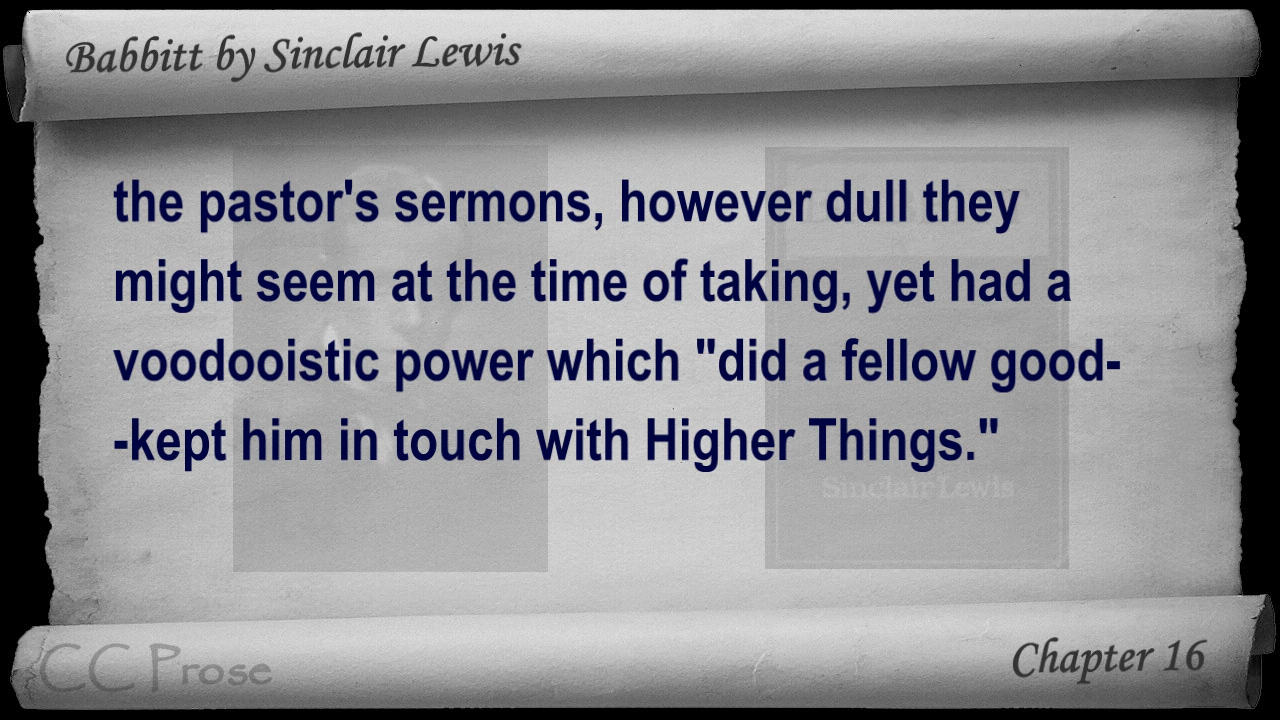 Babbitt by Sinclair Lewis
the pastor's sermons, however dull they
might seem at the time of taking, yet had a
voodooistic power which "did a fellow good-
-kept him in touch with Higher Things."
Sinclair Lewis
CC Prose
Chapter 16